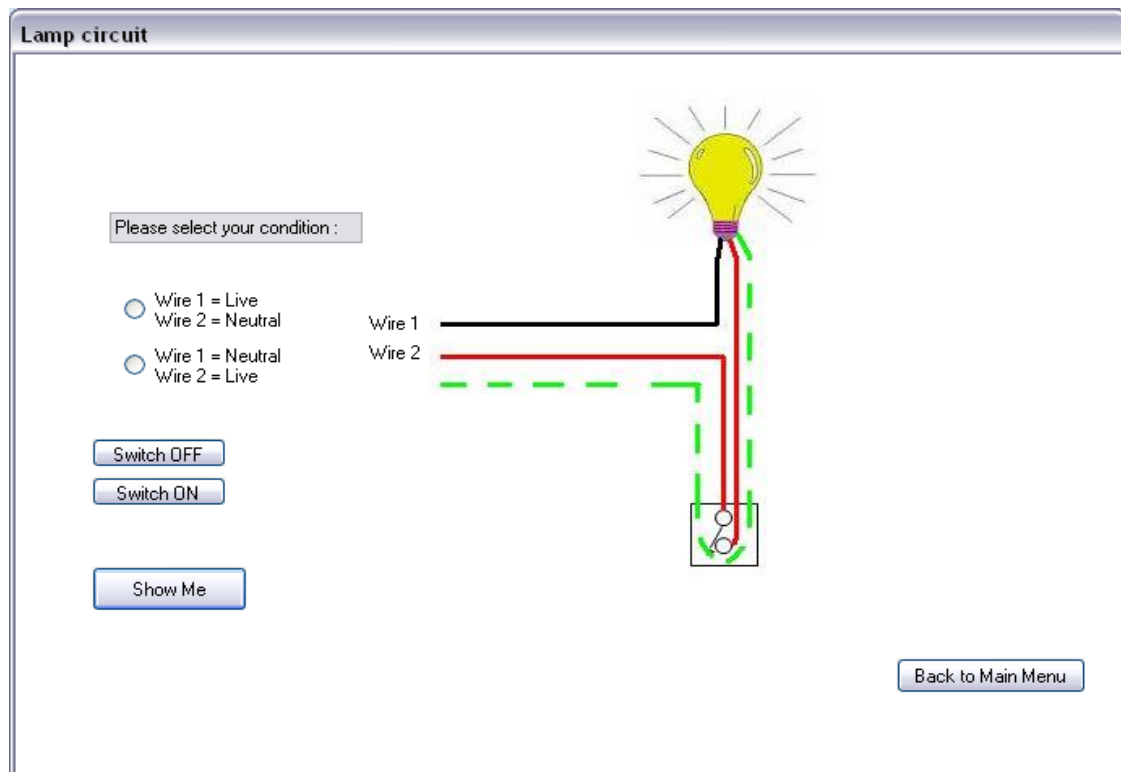 Lamp circuit
Please select your condition :
Wire 1 = Live
Wire 2 = Neutral
Wire 1 = Neutral
Wire 2 = Live
Wire 1
Wire 2
Switch OFF
Switch ON
Show Me
Back to Main Menu